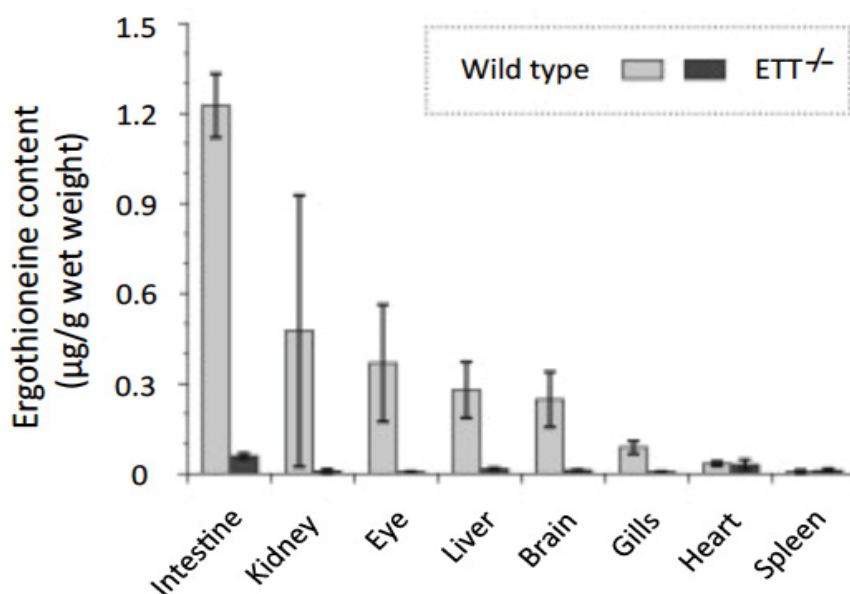 Ergothioneine content
(µg/g wet weight)
1.5
1.2
0.9
0.6
0.3
0
Wild type ETT-/-
Intestine
Kidney
Eye
Liver
Brain
Gills
Heart
Spleen